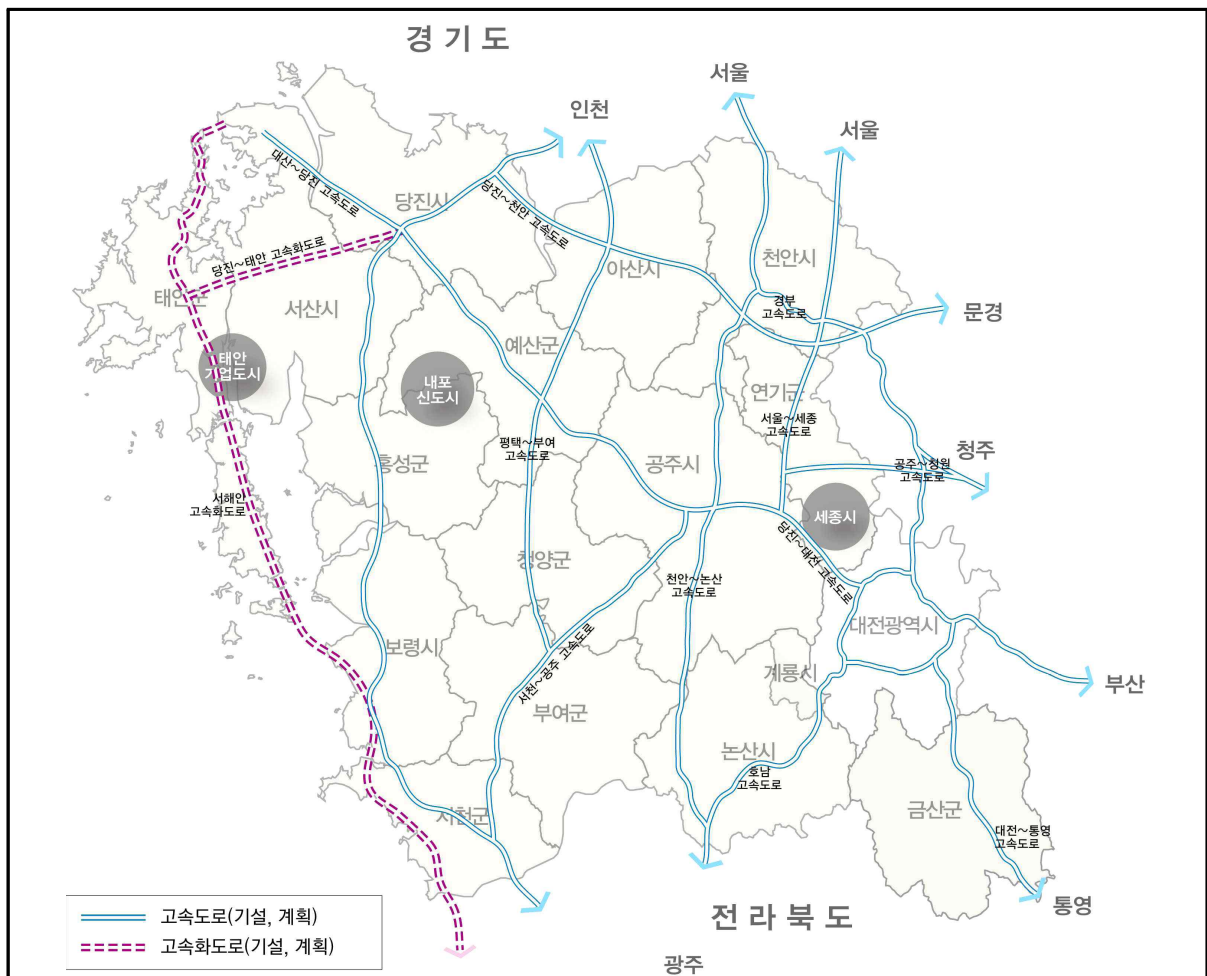 경기도
서울
인천
서울
대산~당진 고속도로
당진시
당진~천안 고속도로
당진~태안 고속화도로
아산시
천안시
태안군
서산시
경부
고속도로
문경
예산군
태안
기업도시
내포
신도시
연기군
서울~세종
고속도로
평택~부여
고속도로
홍성군
공주시
공주~청원
고속도로
청주
서해안
고속화도로
세종시
당진~대전 고속도로
청양군
천안~논산
고속도로
대전광역시
보령시
서천~공주 고속도로
계룡시
부산
부여군
논산시
호남
고속도로
서천군
금산군
대전~통영
고속도로
고속도로(기설, 계획)
고속화도로(기설, 계획)
전라북도
통영
광주